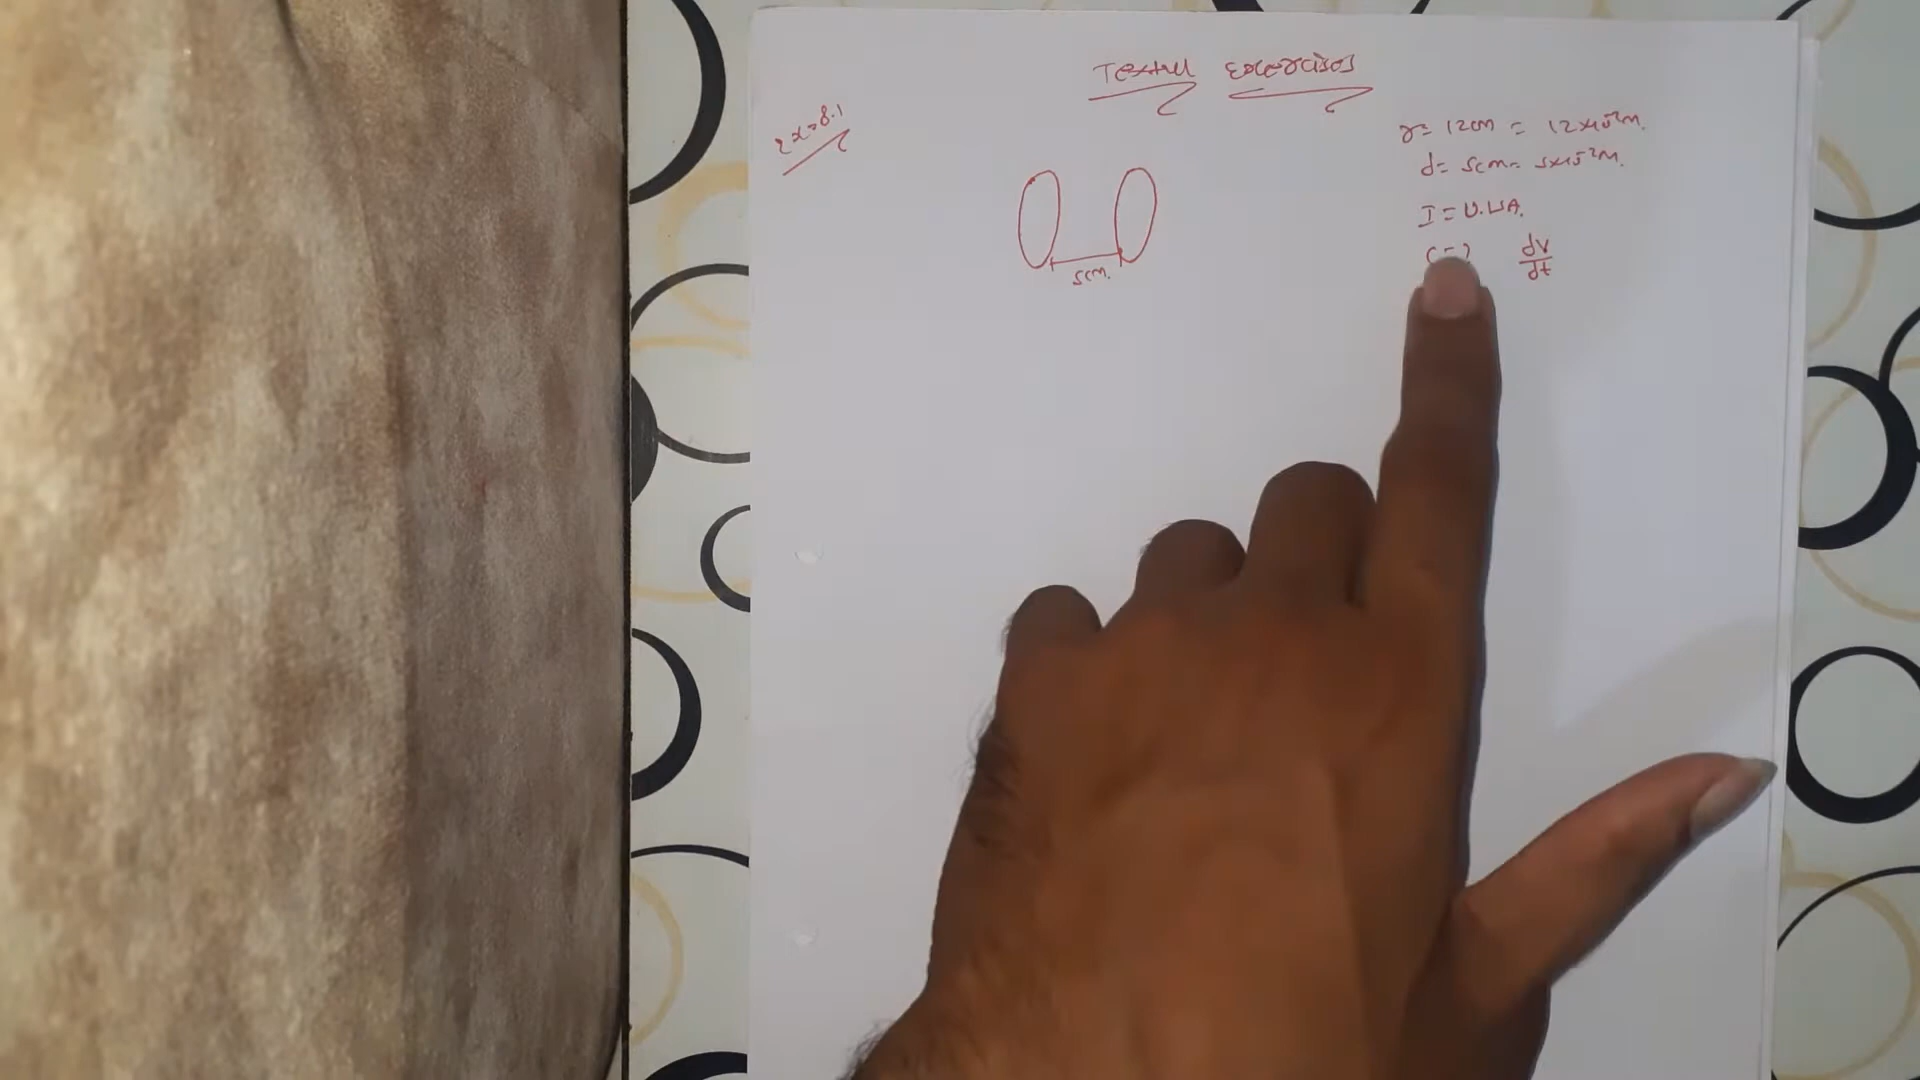 Textual Exercises
Ex 8.1
r = 12cm = 12×10⁻²m.
d = 5cm = 5×10⁻²m.
I = 0.15A.
C = ? dV/dt
5cm.